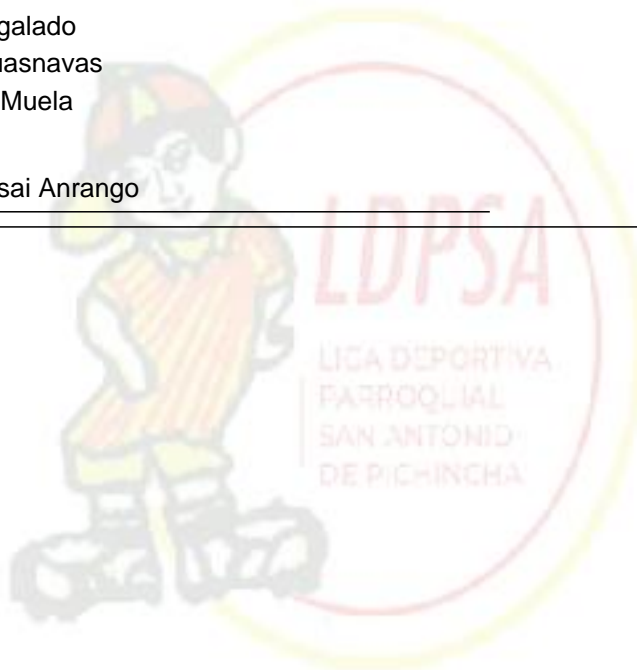 galado
uasnavas
Muela
sai Anrango
LDPSA
LIGA DEPORTIVA
PARROQUIAL
SAN ANTONIO
DE PICHINCHA